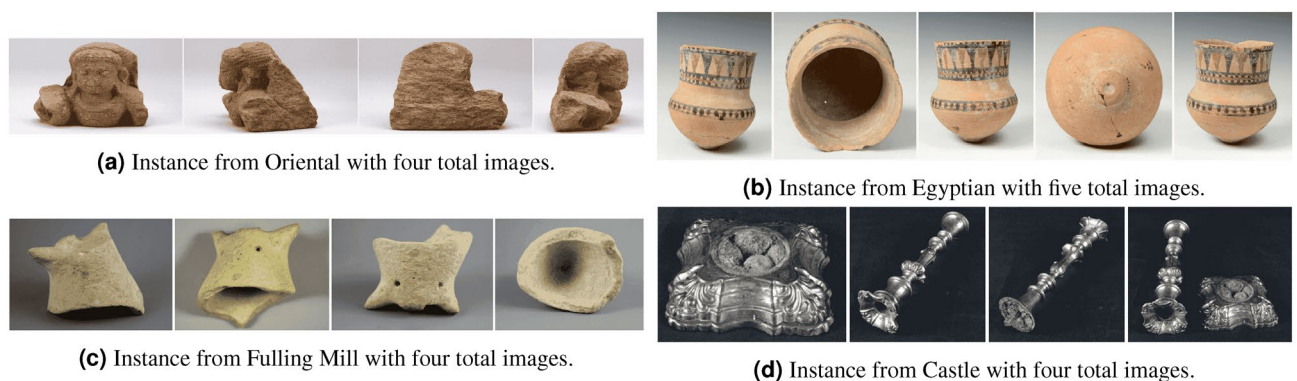 (a) Instance from Oriental with four total images.
(b) Instance from Egyptian with five total images.
(c) Instance from Fulling Mill with four total images.
(d) Instance from Castle with four total images.